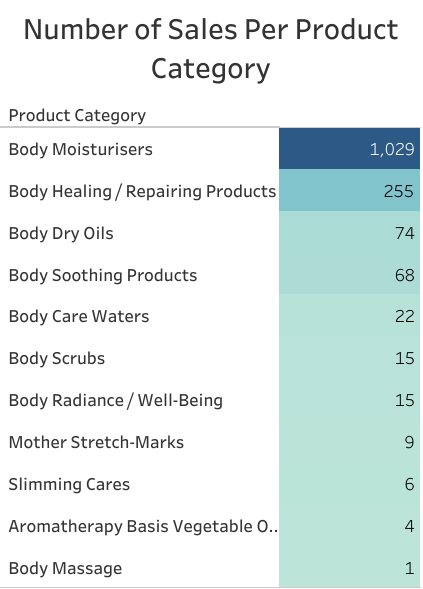 Number of Sales Per Product
Category
Product Category
Body Moisturisers 1,029
Body Healing / Repairing Products 255
Body Dry Oils 74
Body Soothing Products 68
Body Care Waters 22
Body Scrubs 15
Body Radiance / Well-Being 15
Mother Stretch-Marks 9
Slimming Cares 6
Aromatherapy Basis Vegetable O.. 4
Body Massage 1